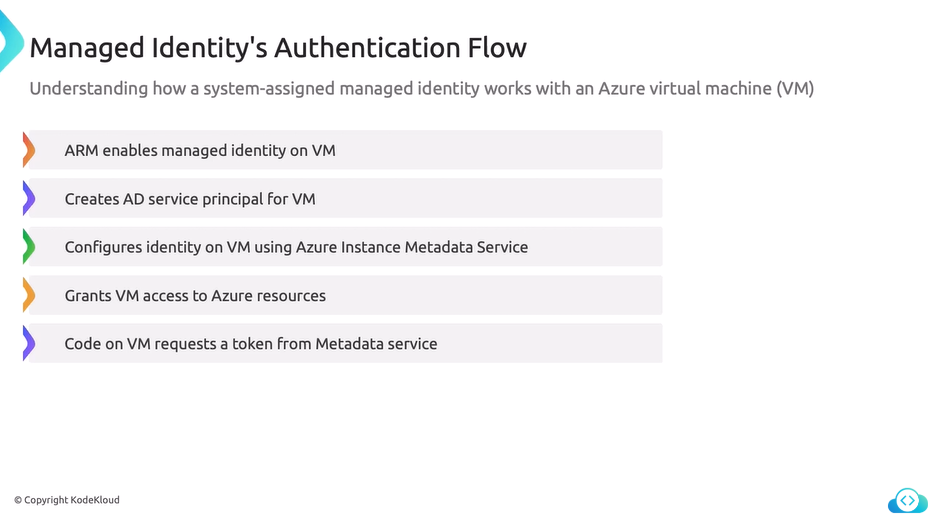 Managed Identity's Authentication Flow
Understanding how a system-assigned managed identity works with an Azure virtual machine (VM)
ARM enables managed identity on VM
Creates AD service principal for VM
Configures identity on VM using Azure Instance Metadata Service
Grants VM access to Azure resources
Code on VM requests a token from Metadata service
© Copyright KodeKloud